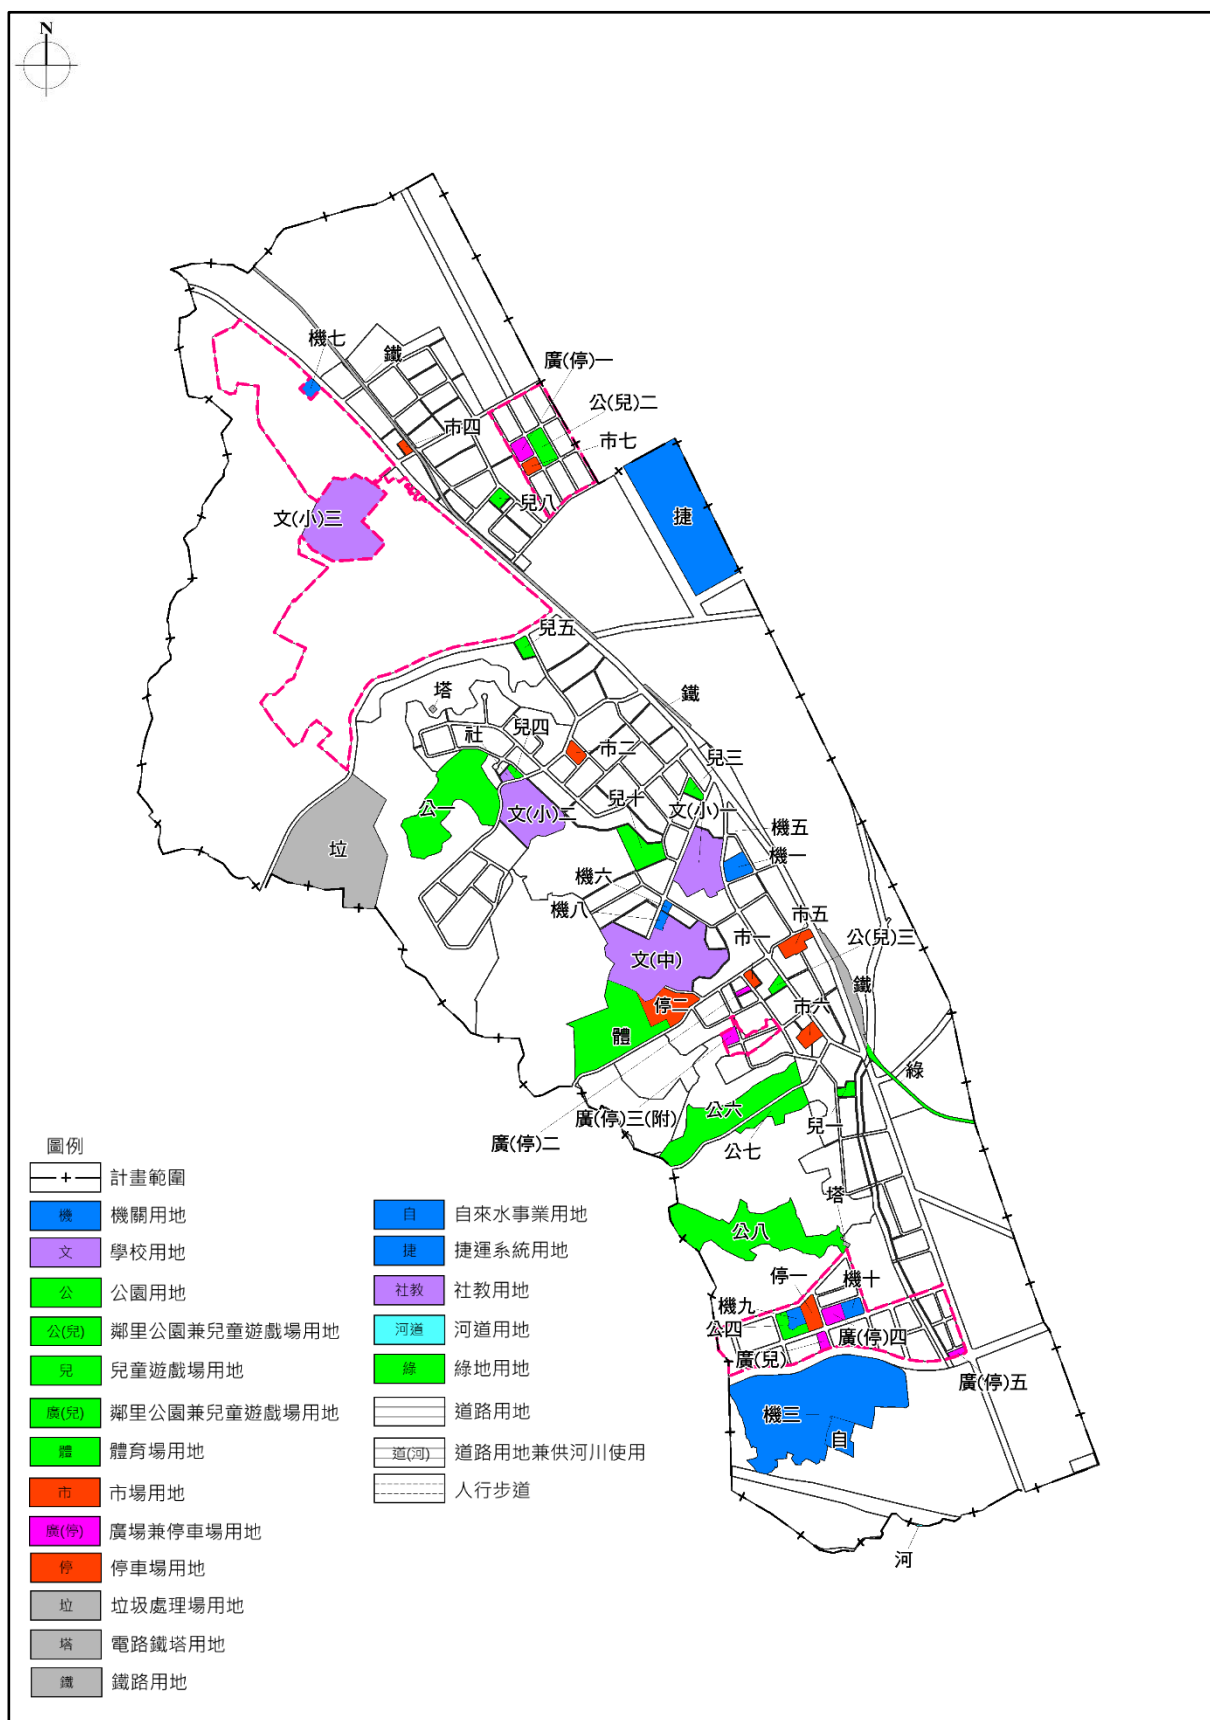 N
機七
鐵
廣(停)一
公(兒)二
市四
市七
兒八
捷
文(小)三
兒五
鐵
塔
社
兒四
市二
兒三
公一
文(小)二
兒十
文(小)一
機五
垃
機一
機六
機八
市五
公(兒)三
市一
文(中)
停二
市六
鐵
體
綠
廣(停)三(附)
公六
兒一
廣(停)二
公七
塔
公八
停一
機十
機九
公四
廣(停)四
廣(兒)
廣(停)五
機三
自
河
圖例
計畫範圍
機 機關用地
文 學校用地
公 公園用地
公(兒) 鄰里公園兼兒童遊戲場用地
兒 兒童遊戲場用地
廣(兒) 鄰里公園兼兒童遊戲場用地
體 體育場用地
市 市場用地
廣(停) 廣場兼停車場用地
停 停車場用地
垃 垃圾處理場用地
塔 電路鐵塔用地
鐵 鐵路用地
自 自來水事業用地
捷 捷運系統用地
社教 社教用地
河道 河道用地
綠 綠地用地
道路用地
道(河) 道路用地兼供河川使用
人行步道